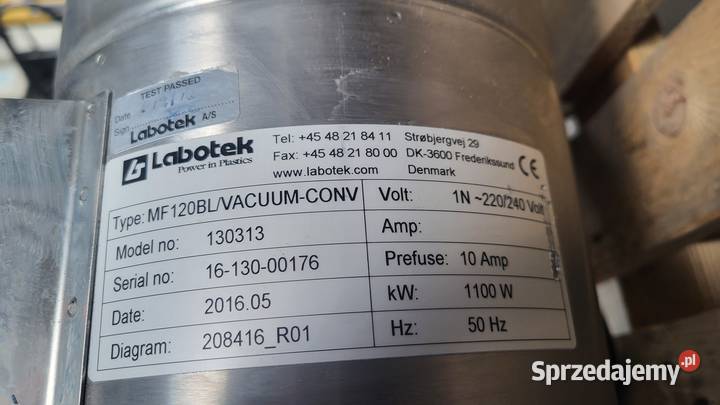 TEST PASSED
Date
Sign. Labotek A/S
Labotek
Power in Plastics
Tel: +45 48 21 84 11 Strøbjergvej 29
Fax: +45 48 21 80 00 DK-3600 Frederikssund
www.labotek.com Denmark
CE
Type: MF120BL/VACUUM-CONV
Model no: 130313
Serial no: 16-130-00176
Date: 2016.05
Diagram: 208416_R01
Volt: 1N ~220/240 Volt
Amp:
Prefuse: 10 Amp
kW: 1100 W
Hz: 50 Hz
Sprzedajemy.pl